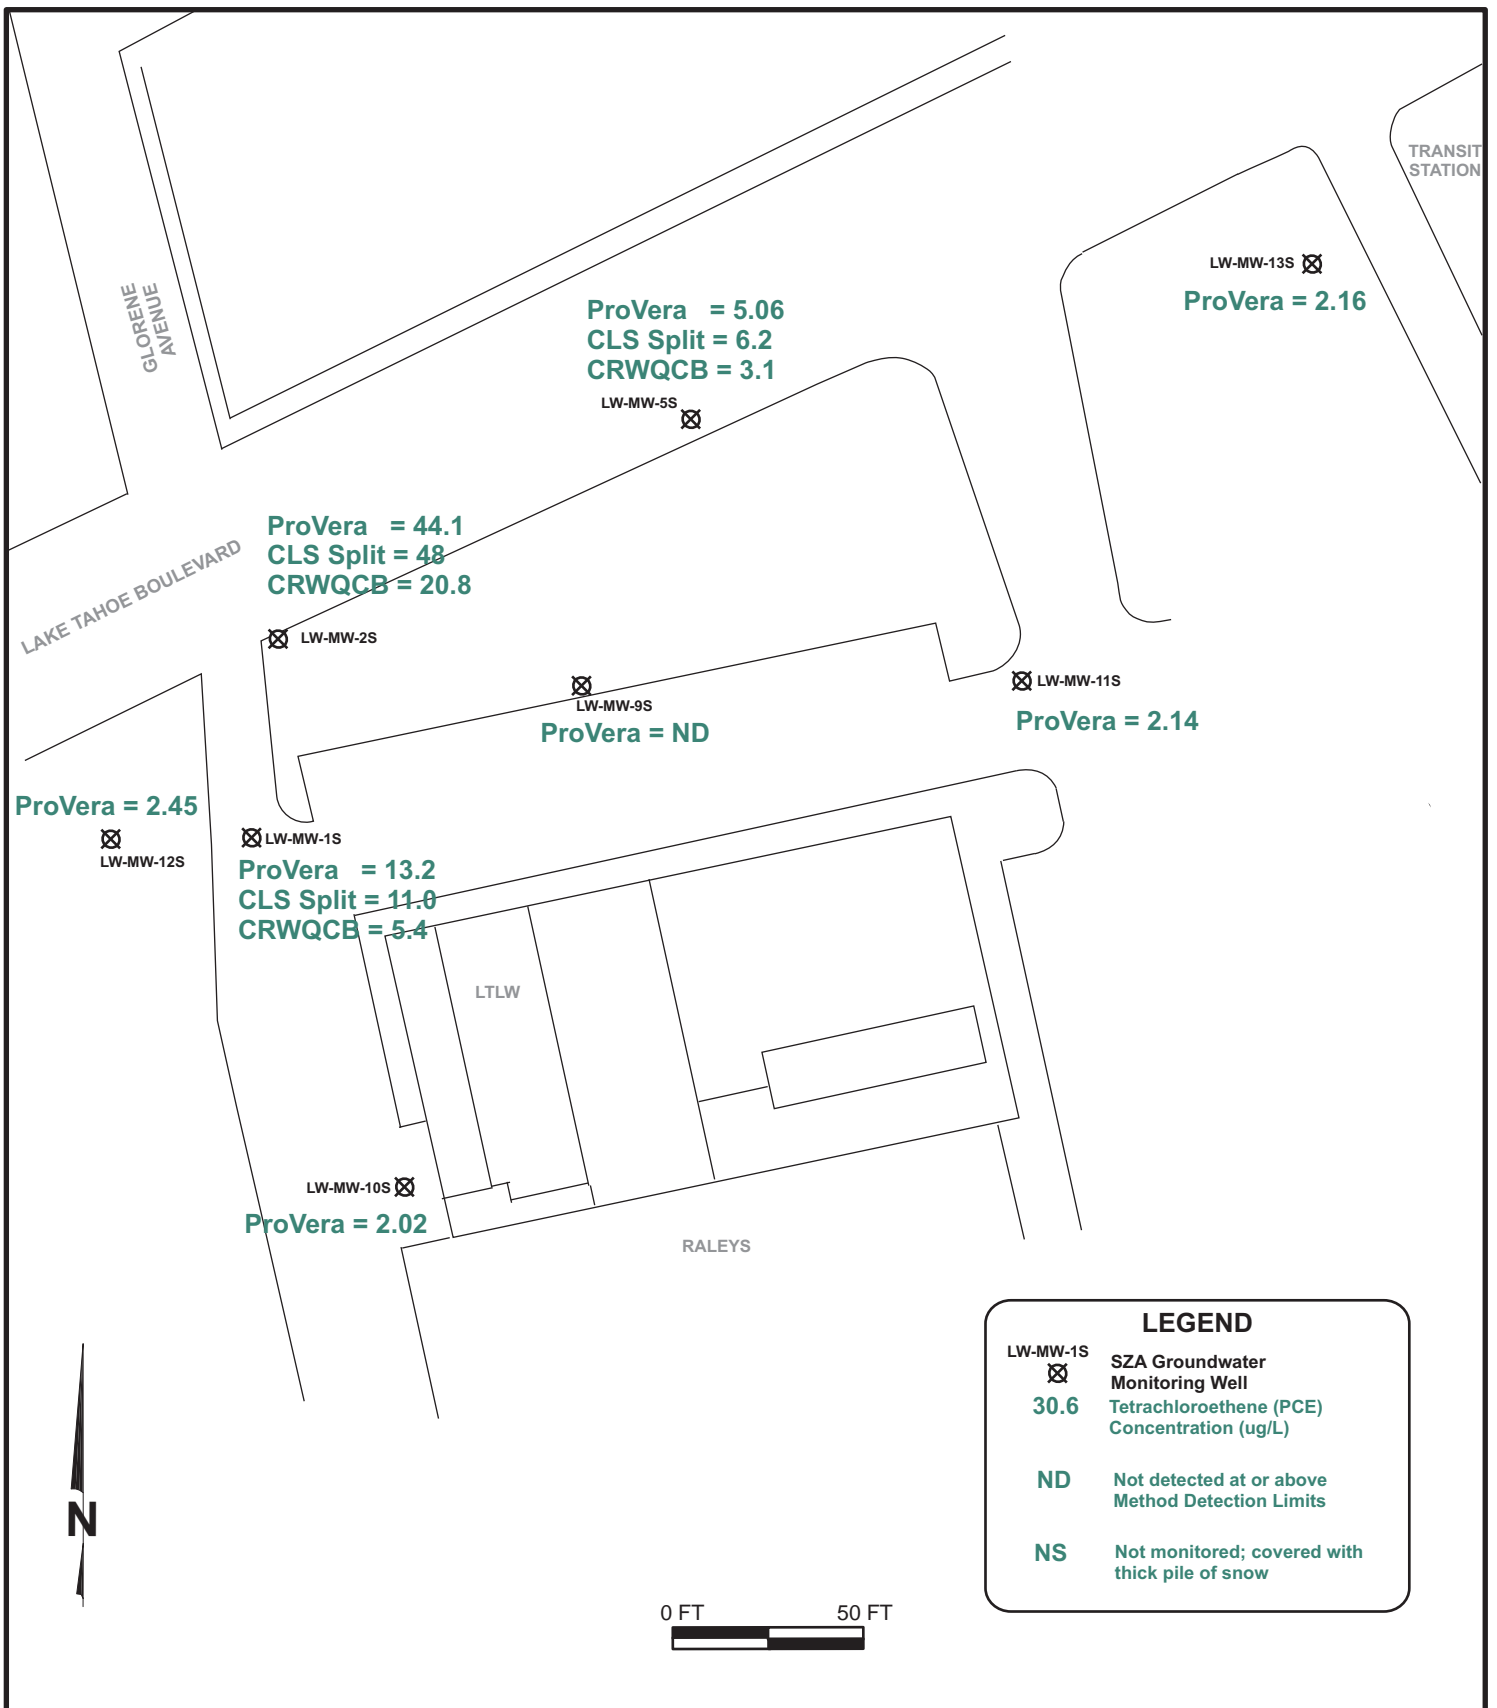 TRANSIT
STATION
LW-MW-13S
ProVera = 2.16
GLORENE
AVENUE
ProVera = 5.06
CLS Split = 6.2
CRWQCB = 3.1
LW-MW-5S
ProVera = 44.1
CLS Split = 48
CRWQCB = 20.8
LAKE TAHOE BOULEVARD
LW-MW-2S
LW-MW-9S
ProVera = ND
LW-MW-11S
ProVera = 2.14
ProVera = 2.45
LW-MW-12S
LW-MW-1S
ProVera = 13.2
CLS Split = 11.0
CRWQCB = 5.4
LTLW
LW-MW-10S
ProVera = 2.02
RALEYS
LEGEND
LW-MW-1S
SZA Groundwater
Monitoring Well
30.6
Tetrachloroethene (PCE)
Concentration (ug/L)
ND
Not detected at or above
Method Detection Limits
NS
Not monitored; covered with
thick pile of snow
N
0 FT 50 FT